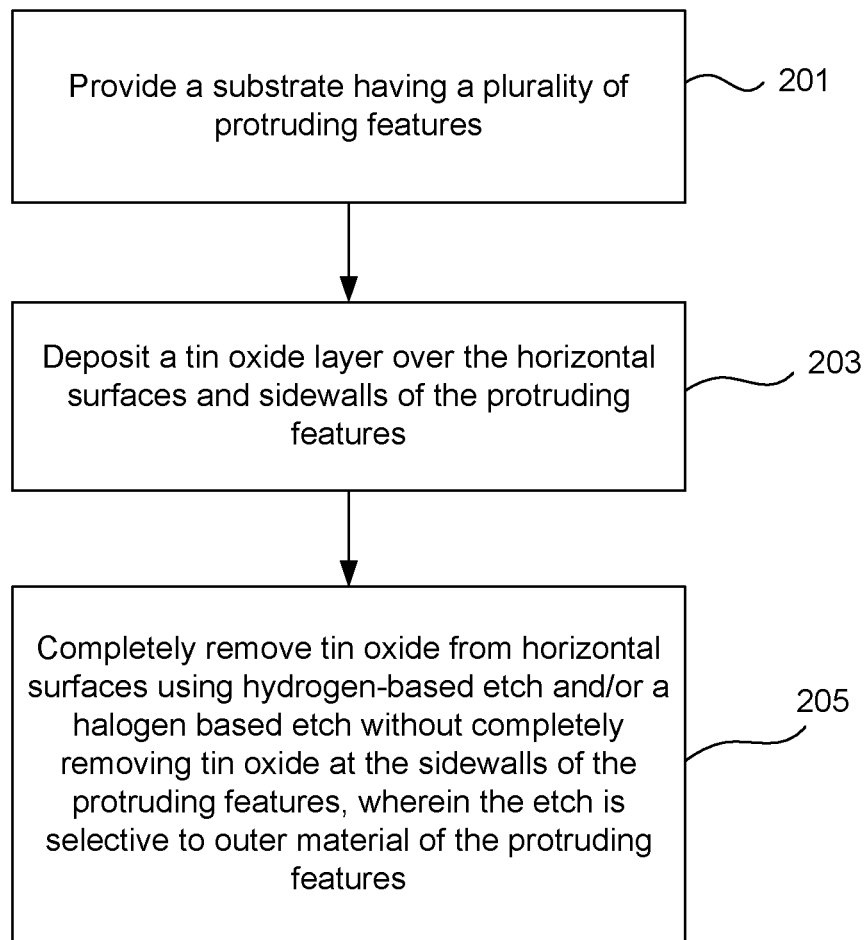 Provide a substrate having a plurality of
protruding features
201
Deposit a tin oxide layer over the horizontal
surfaces and sidewalls of the protruding
features
203
Completely remove tin oxide from horizontal
surfaces using hydrogen-based etch and/or a
halogen based etch without completely
removing tin oxide at the sidewalls of the
protruding features, wherein the etch is
selective to outer material of the protruding
features
205